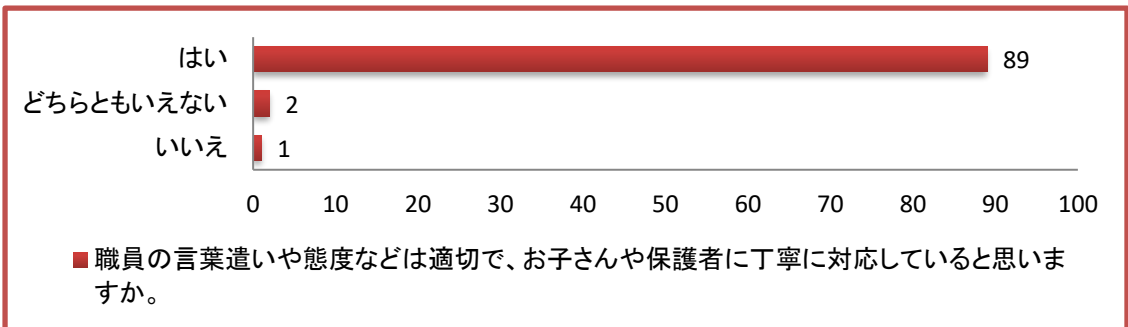 はい 89
どちらともいえない 2
いいえ 1
0 10 20 30 40 50 60 70 80 90 100
職員の言葉遣いや態度などは適切で、お子さんや保護者に丁寧に対応していると思いま
すか。